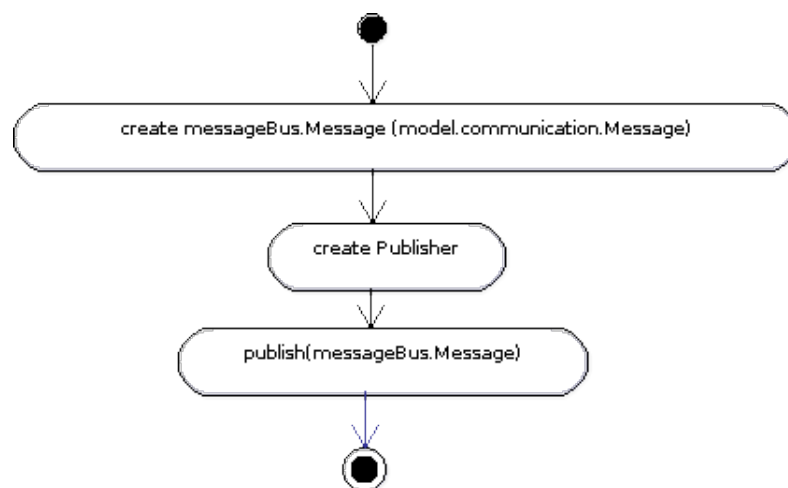 create messageBus.Message (model.communication.Message)
create Publisher
publish(messageBus.Message)